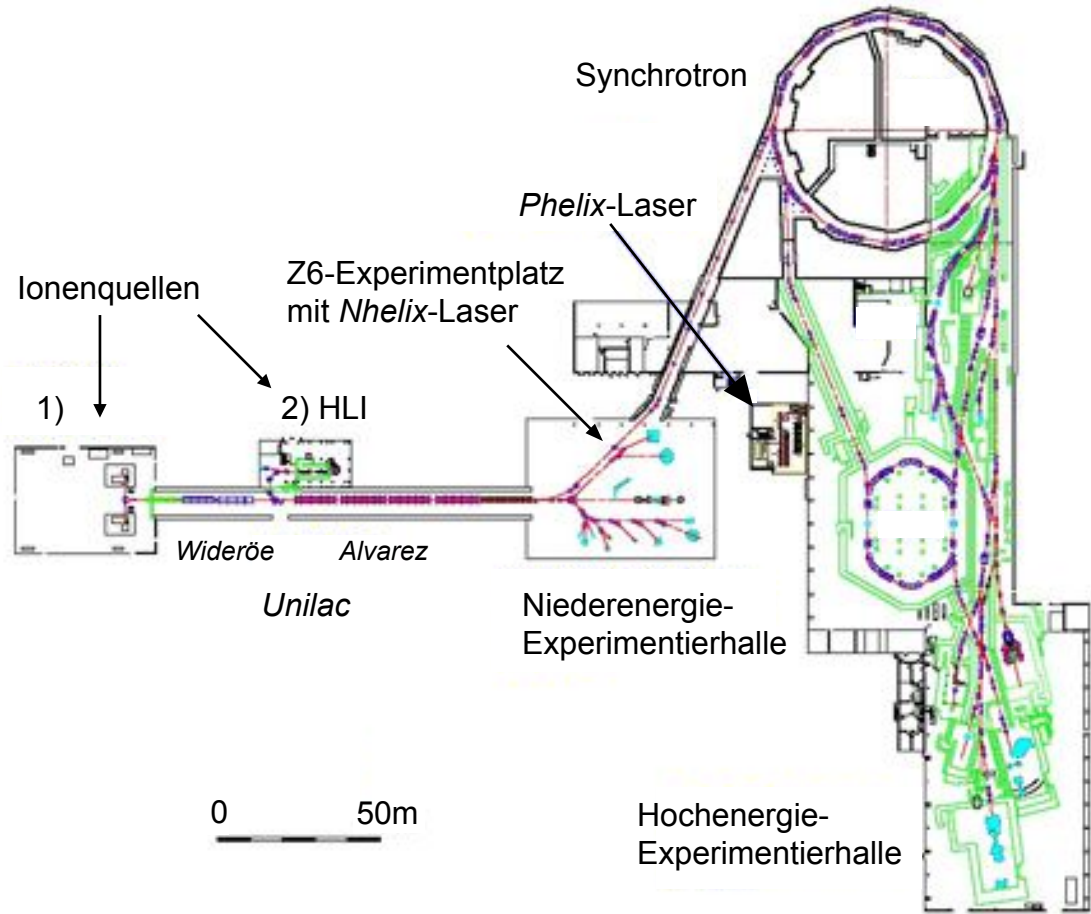 Synchrotron
Phelix-Laser
Z6-Experimentplatz
mit Nhelix-Laser
Ionenquellen
1)
2) HLI
Wideröe
Alvarez
Unilac
Niederenergie-
Experimentierhalle
0
50m
Hochenergie-
Experimentierhalle